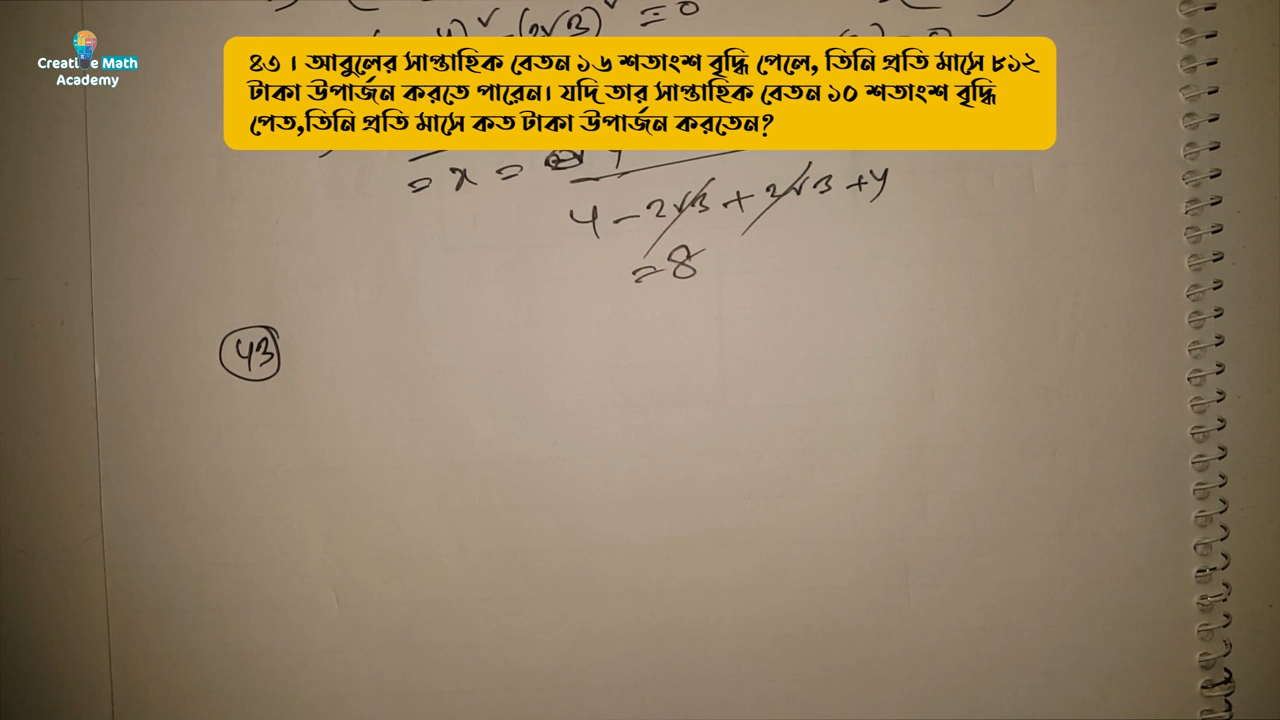 Creative Math
Academy
৪৩। আবুলের সাপ্তাহিক বেতন ১৬ শতাংশ বৃদ্ধি পেলে, তিনি প্রতি মাসে ৮১২
টাকা উপার্জন করতে পারেন। যদি তার সাপ্তাহিক বেতন ১০ শতাংশ বৃদ্ধি
পেত,তিনি প্রতি মাসে কত টাকা উপার্জন করতেন?
= x =
4 - 2√3 + 2√3 + 4
= 8
43